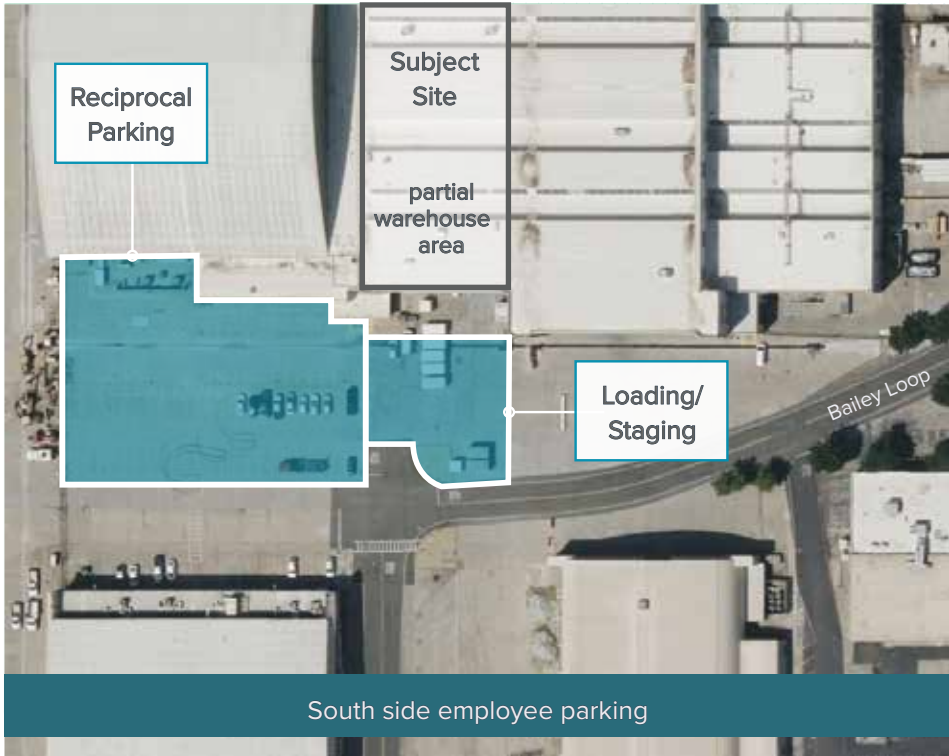 Subject
Site
Reciprocal
Parking
partial
warehouse
area
Loading/
Staging
Bailey Loop
South side employee parking